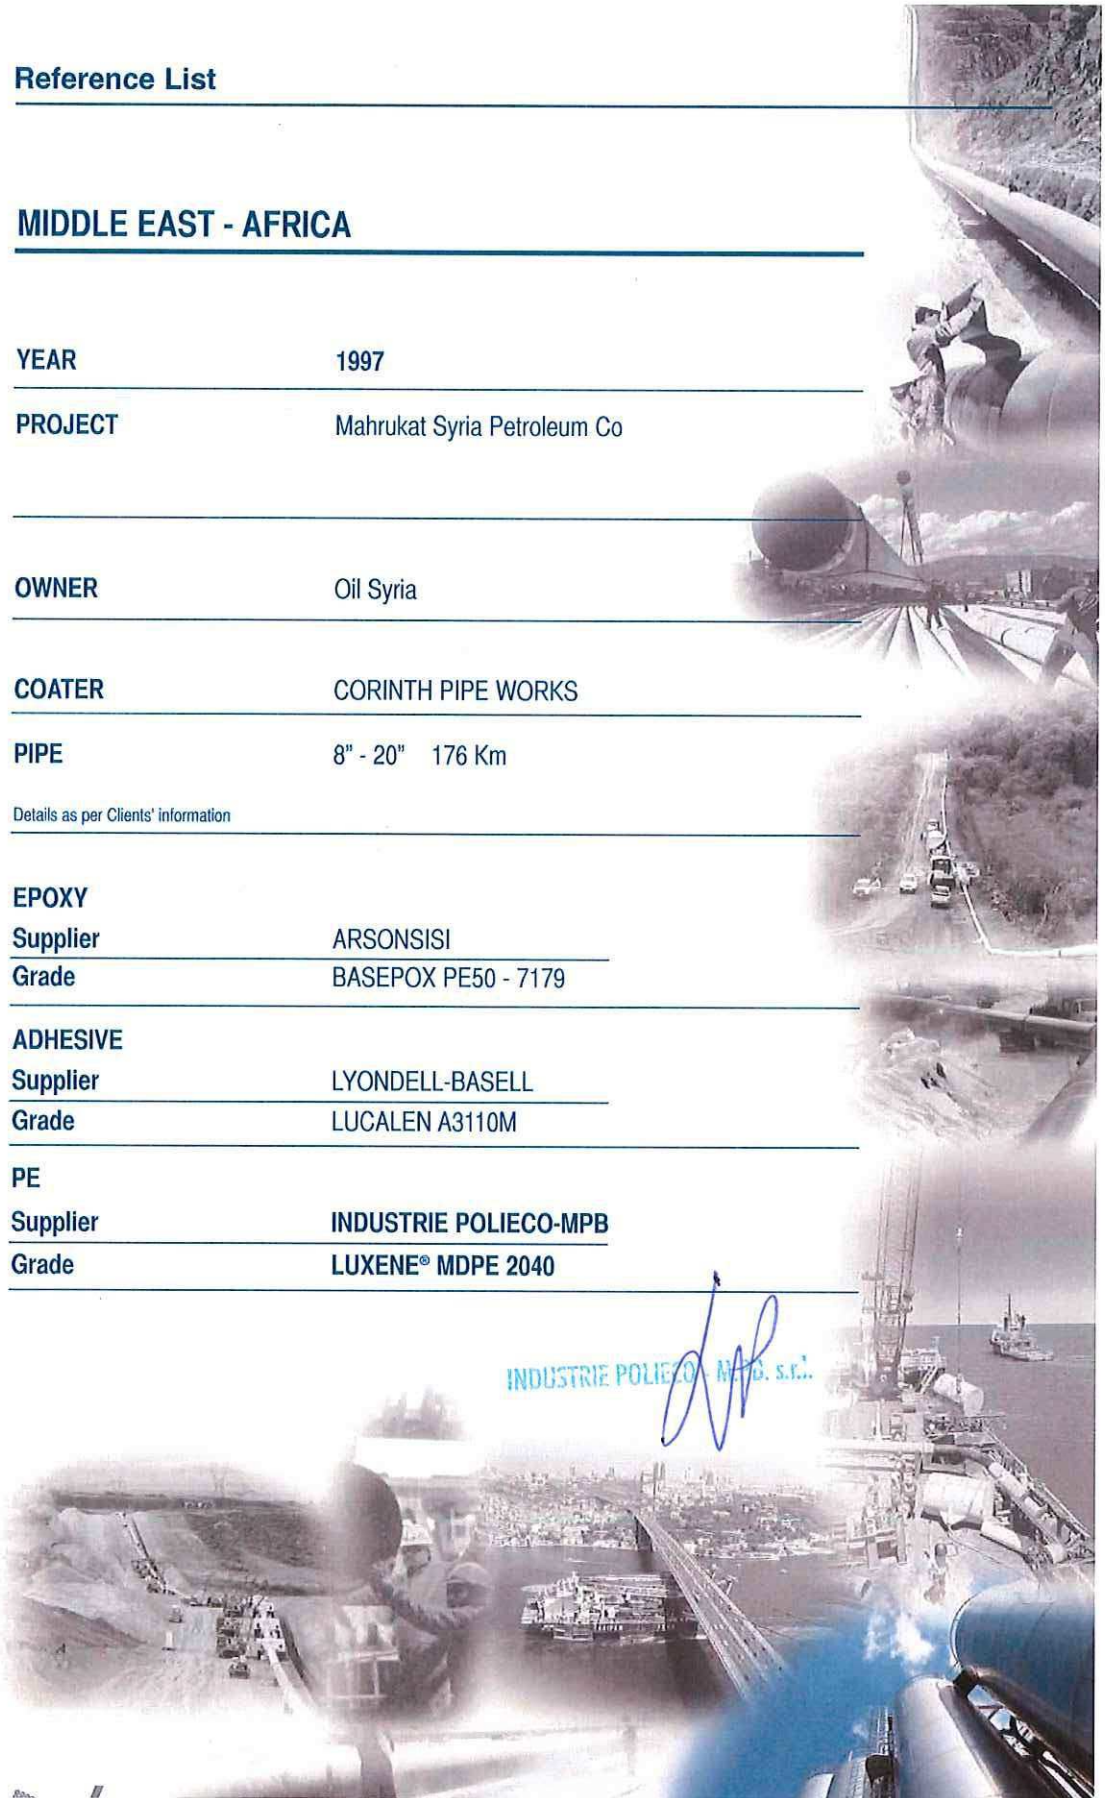 Reference List
MIDDLE EAST - AFRICA
YEAR 1997
PROJECT Mahrukat Syria Petroleum Co
OWNER Oil Syria
COATER CORINTH PIPE WORKS
PIPE 8" - 20" 176 Km
Details as per Clients' information
EPOXY
Supplier ARSONSISI
Grade BASEPOX PE50 - 7179
ADHESIVE
Supplier LYONDELL-BASELL
Grade LUCALEN A3110M
PE
Supplier INDUSTRIE POLIECO-MPB
Grade LUXENE® MDPE 2040
INDUSTRIE POLIECO - M.P.B. s.r.l.